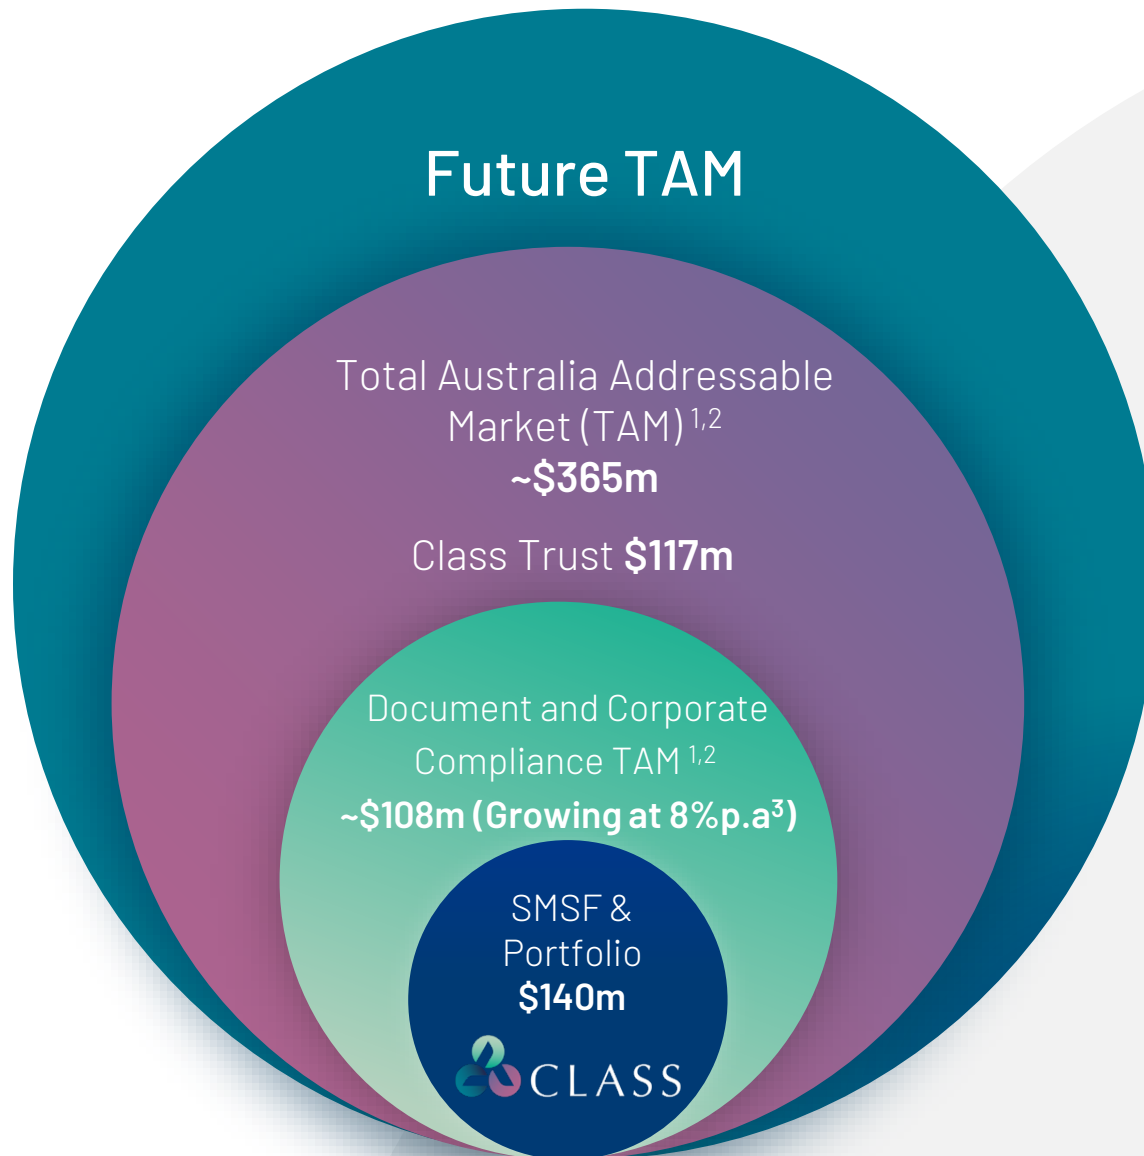 Future TAM
Total Australia Addressable
Market (TAM) 1,2
~$365m
Class Trust $117m
Document and Corporate
Compliance TAM 1,2
~$108m (Growing at 8%p.a3)
SMSF &
Portfolio
$140m
CLASS